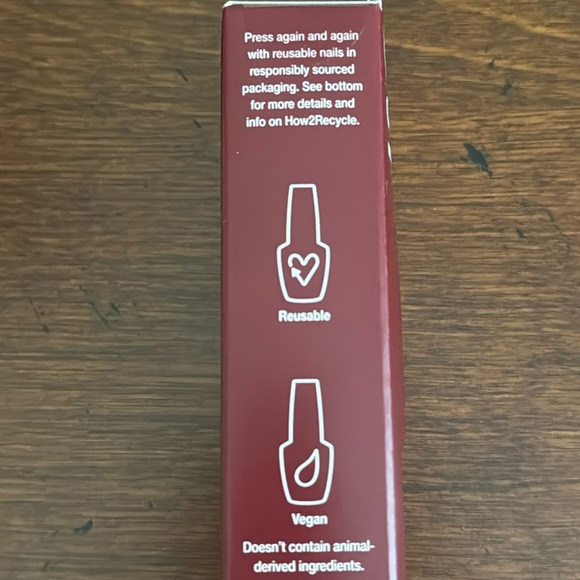 Press again and again
with reusable nails in
responsibly sourced
packaging. See bottom
for more details and
info on How2Recycle.
Reusable
Vegan
Doesn't contain animal-
derived ingredients.